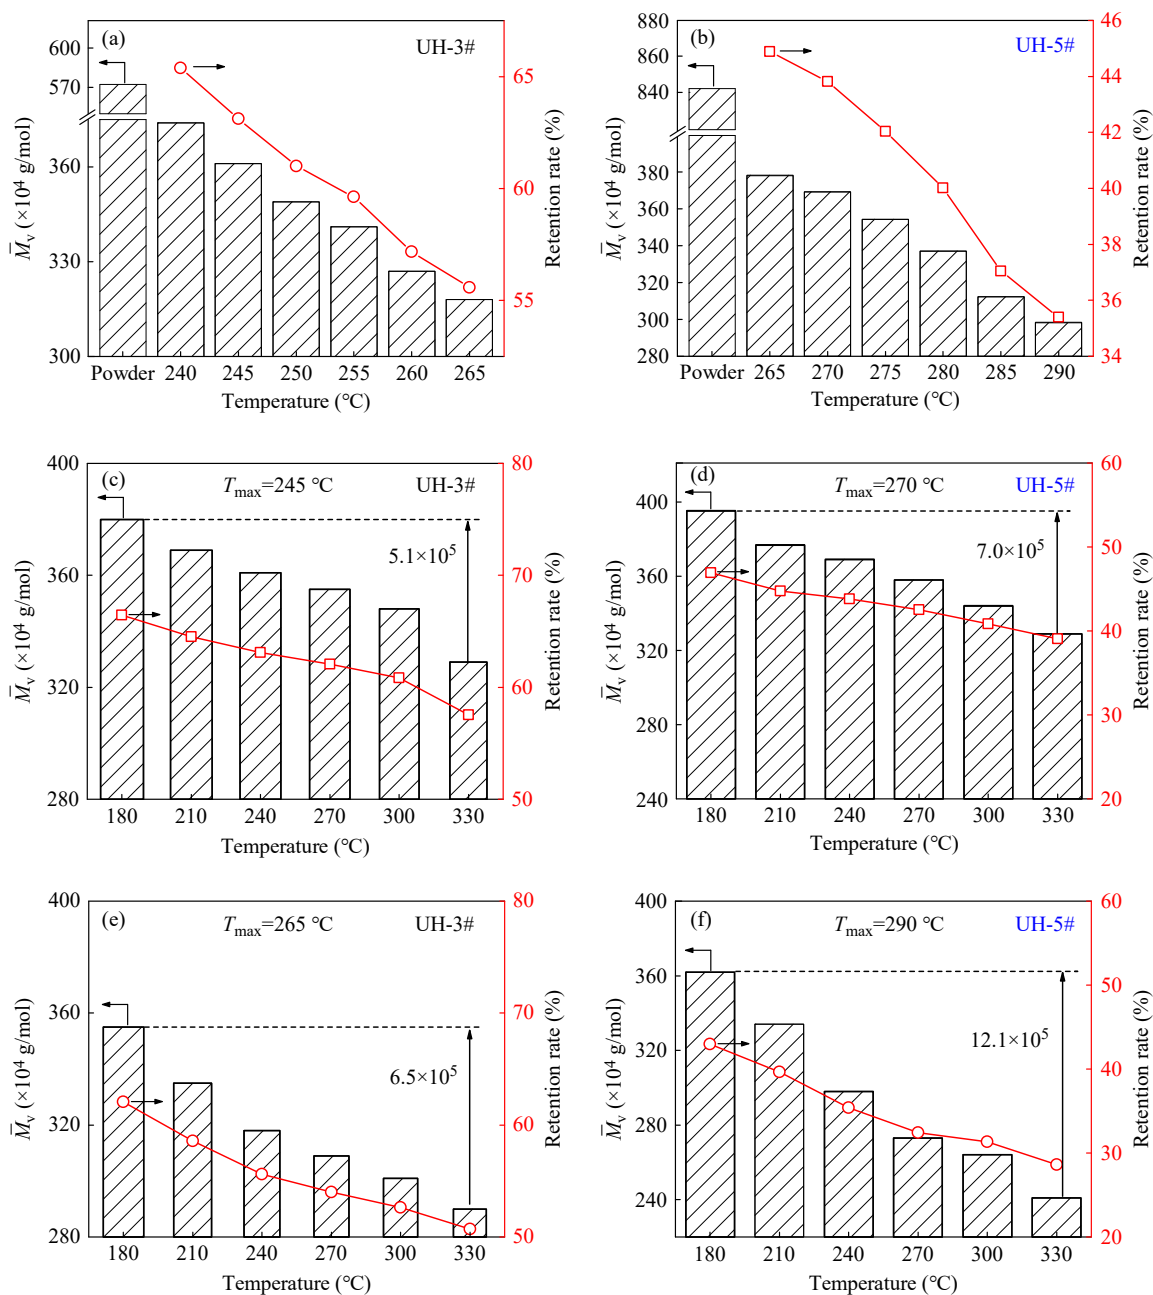 (a) UH-3#
600
570
360
330
300
M̅v (×10⁴ g/mol)
65
60
55
Retention rate (%)
Powder 240 245 250 255 260 265
Temperature (℃)
(b) UH-5#
880
860
840
380
360
340
320
300
280
M̅v (×10⁴ g/mol)
46
44
42
40
38
36
34
Retention rate (%)
Powder 265 270 275 280 285 290
Temperature (℃)
(c) Tmax=245 ℃ UH-3#
5.1×10⁵
400
360
320
280
M̅v (×10⁴ g/mol)
80
70
60
50
Retention rate (%)
180 210 240 270 300 330
Temperature (℃)
(d) Tmax=270 ℃ UH-5#
7.0×10⁵
400
360
320
280
240
M̅v (×10⁴ g/mol)
60
50
40
30
20
Retention rate (%)
180 210 240 270 300 330
Temperature (℃)
(e) Tmax=265 ℃ UH-3#
6.5×10⁵
400
360
320
280
M̅v (×10⁴ g/mol)
80
70
60
50
Retention rate (%)
180 210 240 270 300 330
Temperature (℃)
(f) Tmax=290 ℃ UH-5#
12.1×10⁵
400
360
320
280
240
M̅v (×10⁴ g/mol)
60
50
40
30
20
Retention rate (%)
180 210 240 270 300 330
Temperature (℃)